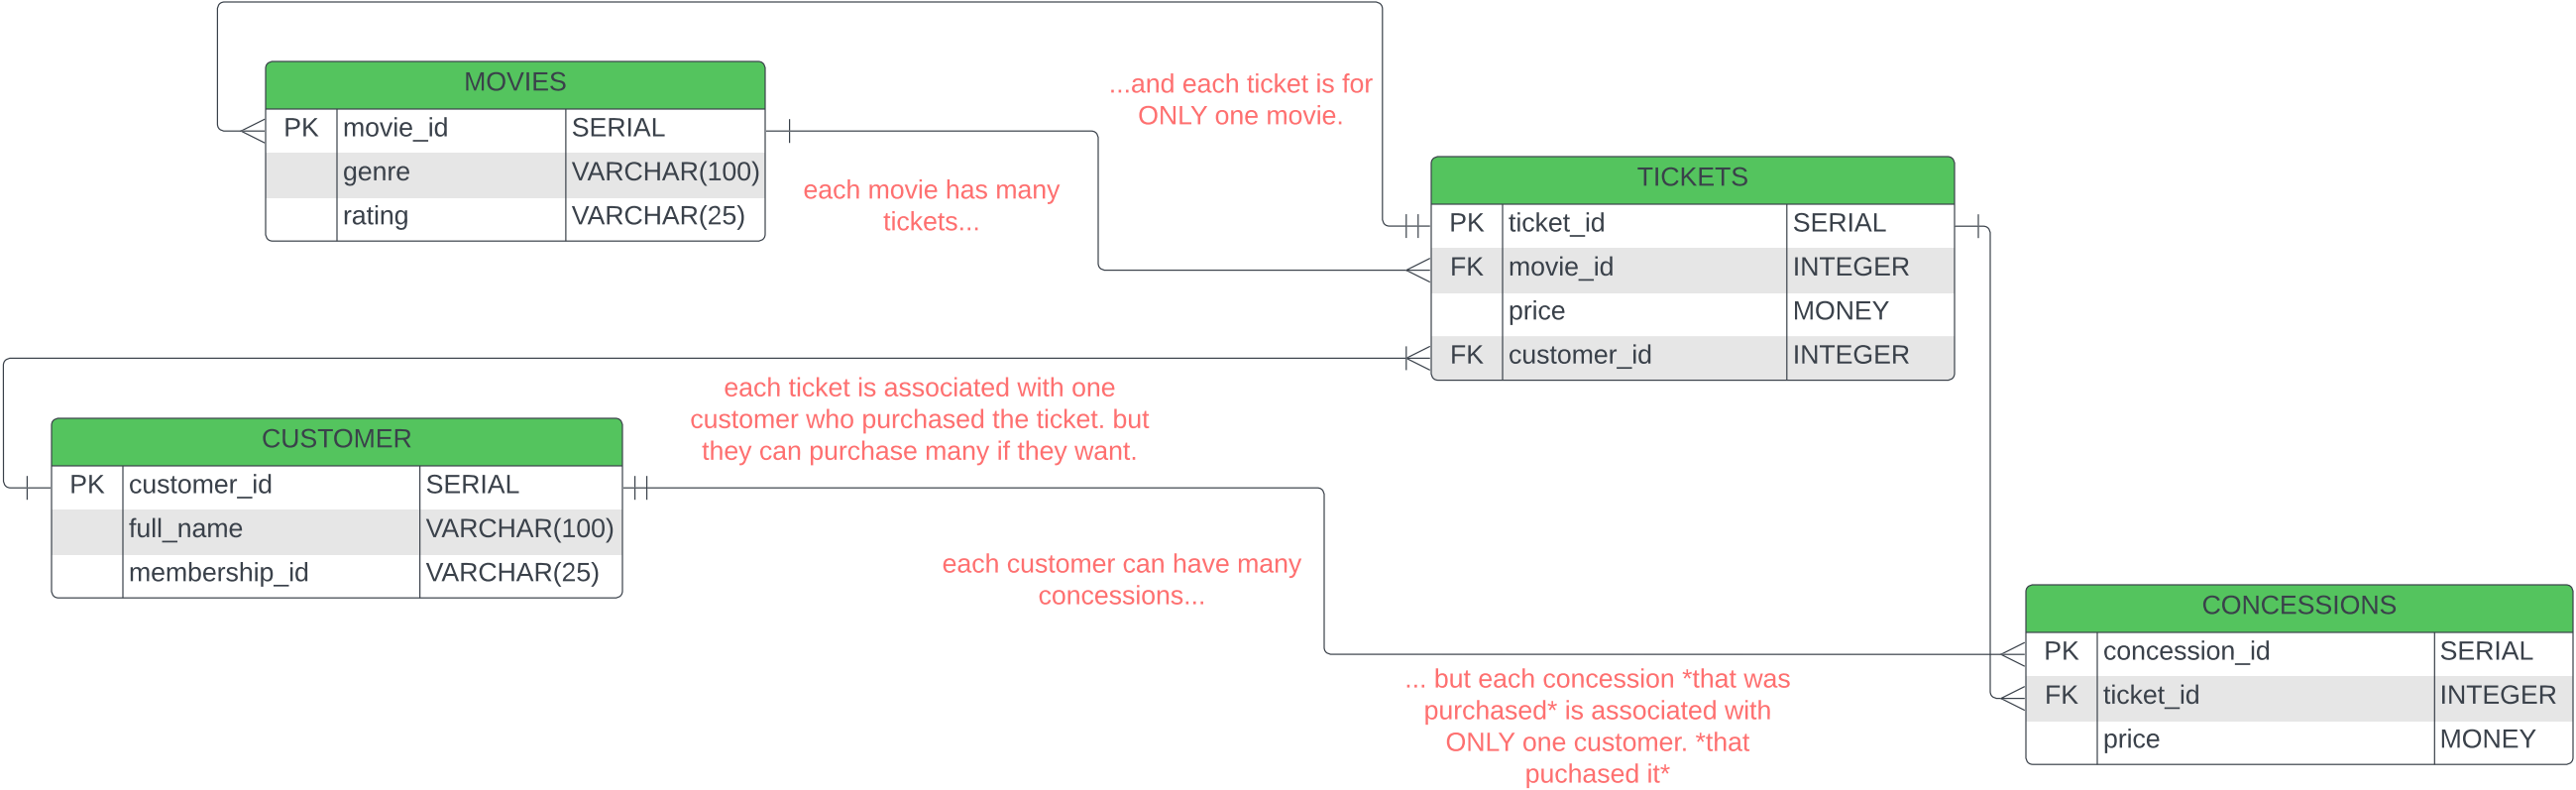 MOVIES
PK movie_id SERIAL
genre VARCHAR(100)
rating VARCHAR(25)
...and each ticket is for
ONLY one movie.
each movie has many
tickets...
TICKETS
PK ticket_id SERIAL
FK movie_id INTEGER
price MONEY
FK customer_id INTEGER
each ticket is associated with one
customer who purchased the ticket. but
they can purchase many if they want.
CUSTOMER
PK customer_id SERIAL
full_name VARCHAR(100)
membership_id VARCHAR(25)
each customer can have many
concessions...
... but each concession *that was
purchased* is associated with
ONLY one customer. *that
puchased it*
CONCESSIONS
PK concession_id SERIAL
FK ticket_id INTEGER
price MONEY